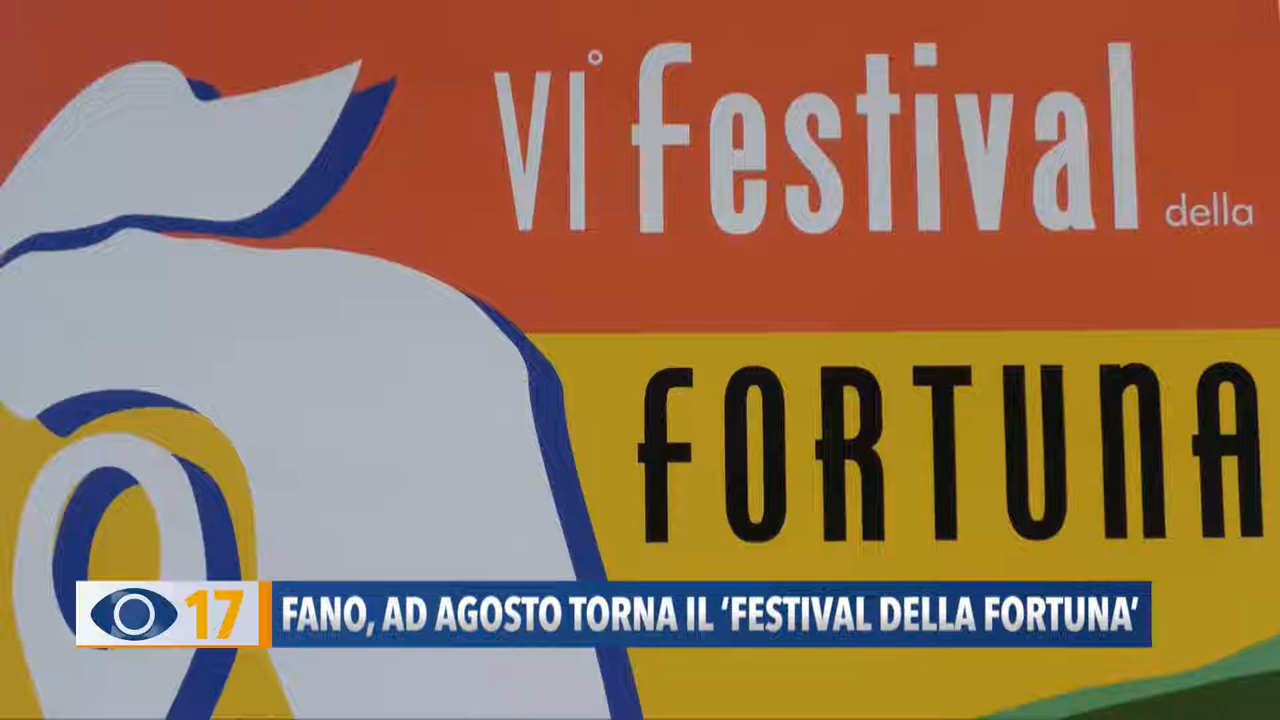 VI° festival della
FORTUNA
17 FANO, AD AGOSTO TORNA IL ‘FESTIVAL DELLA FORTUNA’